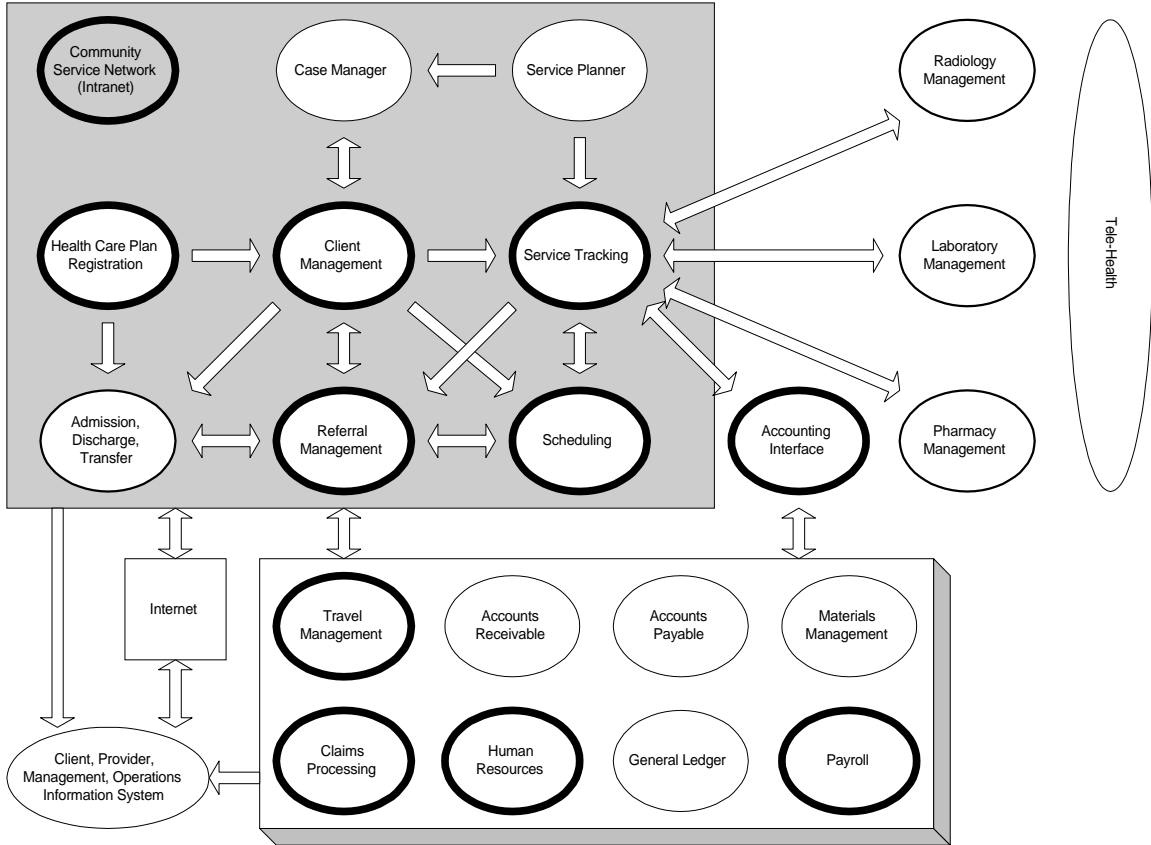 Community
Service Network
(Intranet)
Case Manager
Service Planner
Radiology
Management
Health Care Plan
Registration
Client
Management
Service Tracking
Laboratory
Management
Tele-Health
Admission,
Discharge,
Transfer
Referral
Management
Scheduling
Accounting
Interface
Pharmacy
Management
Internet
Travel
Management
Accounts
Receivable
Accounts
Payable
Materials
Management
Client, Provider,
Management, Operations
Information System
Claims
Processing
Human
Resources
General Ledger
Payroll